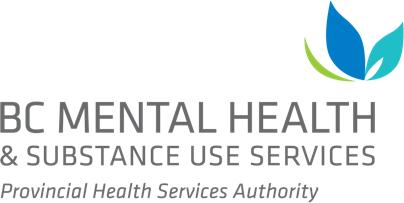 BC MENTAL HEALTH
& SUBSTANCE USE SERVICES
Provincial Health Services Authority